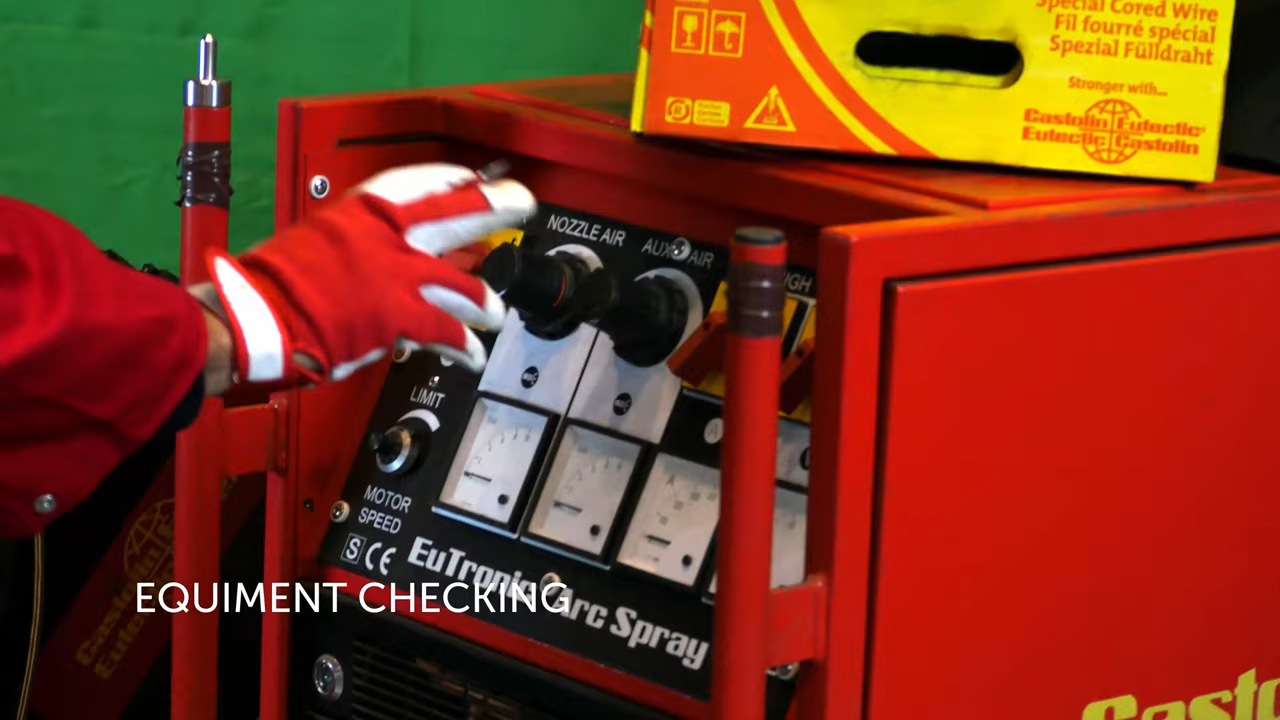 Special Cored Wire
Fil fourré spécial
Spezial Fülldraht
Stronger with...
Castolin Eutectic
Eutectic Castolin
NOZZLE AIR
AUX AIR
LIMIT
MOTOR
SPEED
S CE
EuTronic Arc Spray
EQUIMENT CHECKING